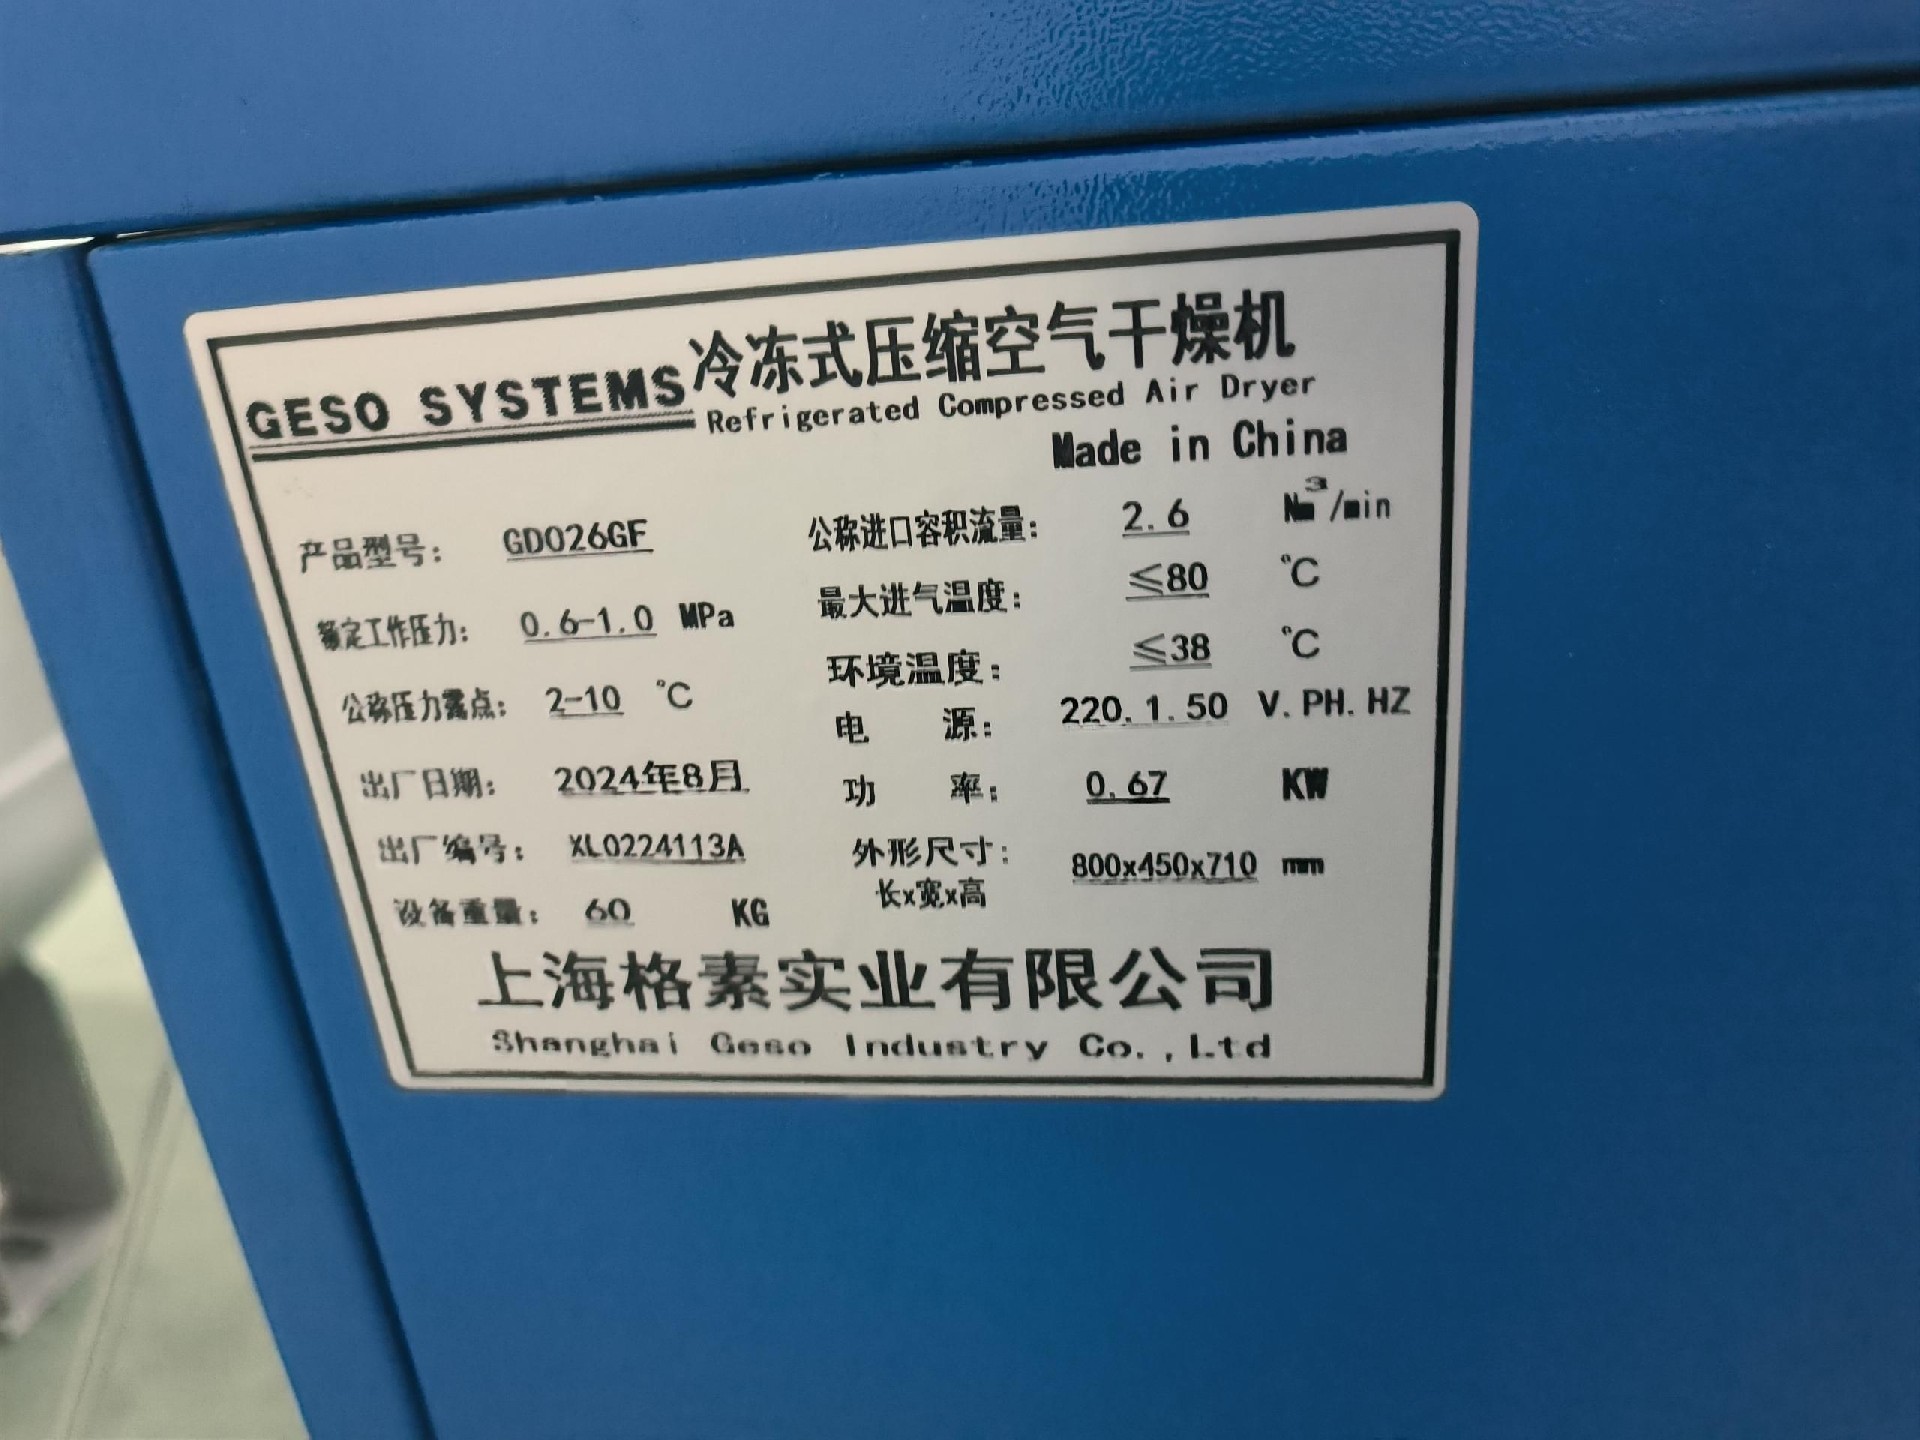 GESO SYSTEMS 冷冻式压缩空气干燥机
Refrigerated Compressed Air Dryer
Made in China
产品型号: GD026GF 公称进口容积流量: 2.6 Nm³/min
额定工作压力: 0.6-1.0 MPa 最大进气温度: ≤80 ℃
公称压力露点: 2-10 ℃ 环境温度: ≤38 ℃
出厂日期: 2024年8月 电 源: 220.1.50 V.PH.HZ
出厂编号: XL0224113A 功 率: 0.67 KW
设备重量: 60 KG 外形尺寸: 800x450x710 mm
长x宽x高
上海格素实业有限公司
Shanghai Geso Industry Co.,Ltd